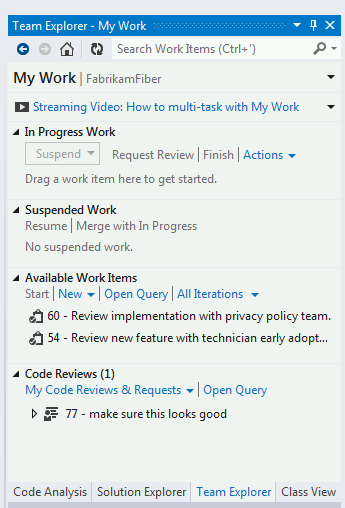 Team Explorer - My Work
Search Work Items (Ctrl+')
My Work | FabrikamFiber
Streaming Video: How to multi-task with My Work
In Progress Work
Suspend | Request Review | Finish | Actions
Drag a work item here to get started.
Suspended Work
Resume | Merge with In Progress
No suspended work.
Available Work Items
Start | New | Open Query | All Iterations
60 - Review implementation with privacy policy team.
54 - Review new feature with technician early adopt...
Code Reviews (1)
My Code Reviews & Requests | Open Query
77 - make sure this looks good
Code Analysis | Solution Explorer | Team Explorer | Class View